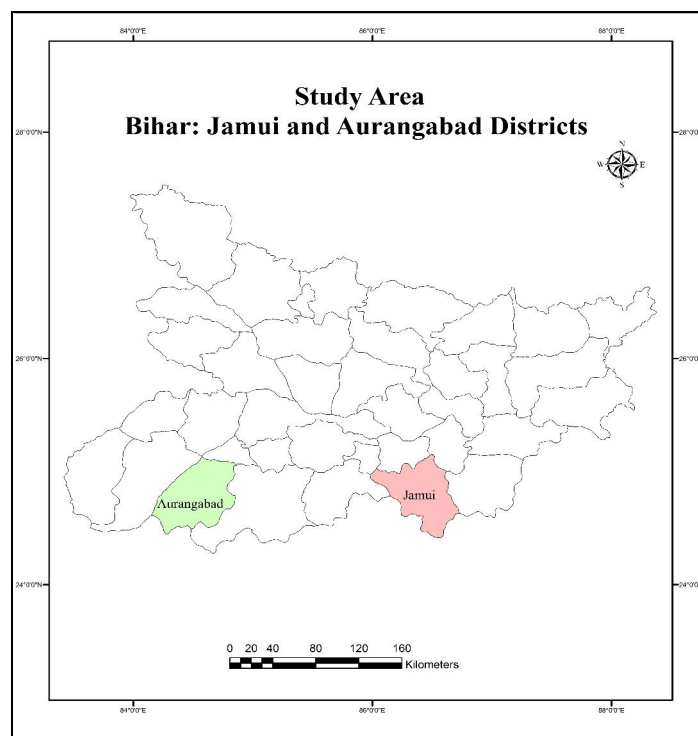 84°0'0"E 86°0'0"E 88°0'0"E
Study Area
Bihar: Jamui and Aurangabad Districts
28°0'0"N 28°0'0"N
N
W E
S
26°0'0"N 26°0'0"N
Jamui
Aurangabad
24°0'0"N 24°0'0"N
0 20 40 80 120 160
Kilometers
84°0'0"E 86°0'0"E 88°0'0"E